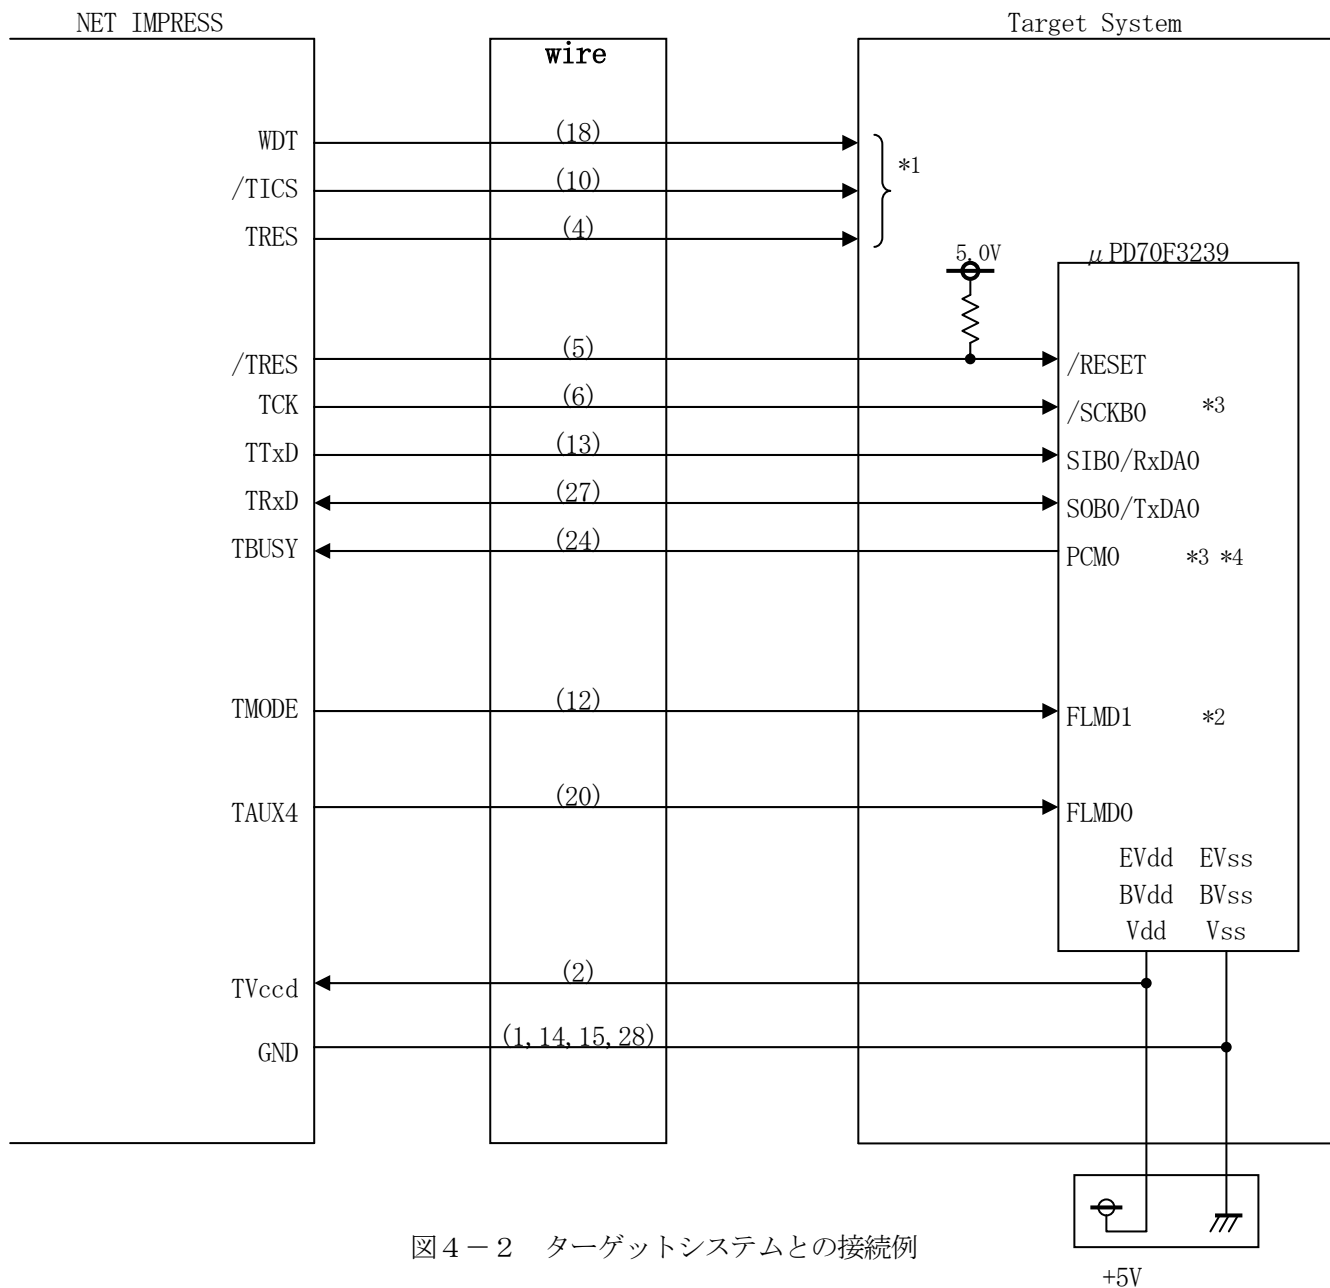 NET IMPRESS
Target System
wire
WDT (18)
*1
/TICS (10)
TRES (4)
5.0V
μPD70F3239
/TRES (5) /RESET
TCK (6) /SCKB0 *3
TTxD (13) SIB0/RxDA0
TRxD (27) SOB0/TxDA0
TBUSY (24) PCM0 *3 *4
TMODE (12) FLMD1 *2
TAUX4 (20) FLMD0
EVdd EVss
BVdd BVss
Vdd Vss
TVccd (2)
GND (1,14,15,28)
図4-2 ターゲットシステムとの接続例
+5V